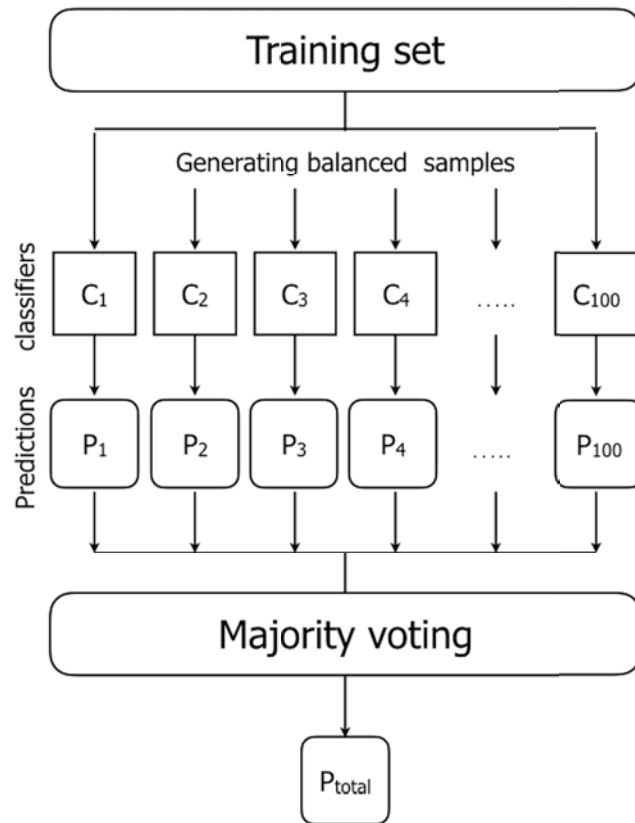 Training set
Generating balanced samples
classifiers
C₁ C₂ C₃ C₄ ..... C₁₀₀
Predictions
P₁ P₂ P₃ P₄ ..... P₁₀₀
Majority voting
Pₜₒₜₐₗ